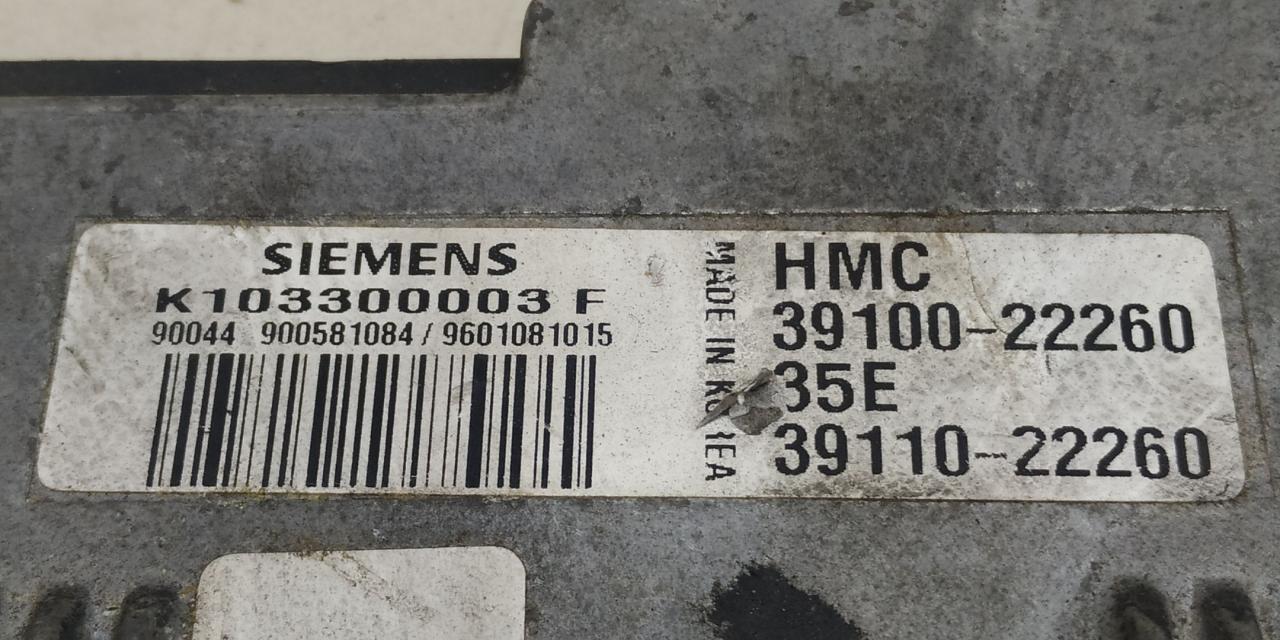 SIEMENS
K103300003 F
90044 900581084 / 9601081015
MADE IN KOREA
HMC
39100-22260
35E
39110-22260